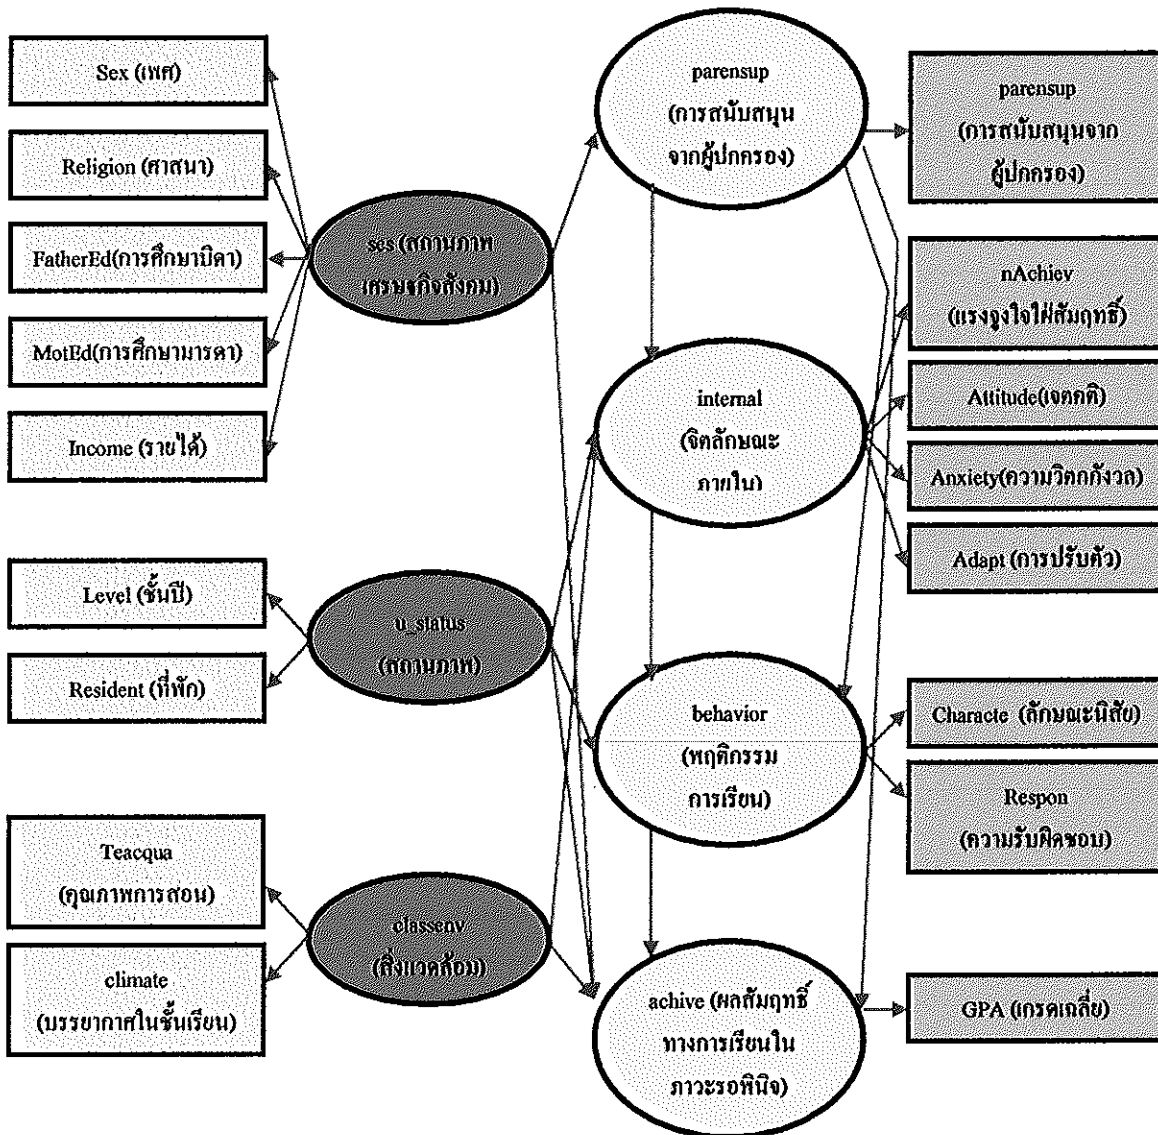 Sex (เพศ)
Religion (ศาสนา)
FatherEd(การศึกษาบิดา)
MotEd(การศึกษามารดา)
Income (รายได้)
Level (ชั้นปี)
Resident (ที่พัก)
Teacqua
(คุณภาพการสอน)
climate
(บรรยากาศในชั้นเรียน)
ses (สถานภาพ
เศรษฐกิจสังคม)
u_status
(สถานภาพ)
classenv
(สิ่งแวดล้อม)
parensup
(การสนับสนุน
จากผู้ปกครอง)
internal
(จิตลักษณะ
ภายใน)
behavior
(พฤติกรรม
การเรียน)
achive (ผลสัมฤทธิ์
ทางการเรียนใน
ภาวะรอพินิจ)
parensup
(การสนับสนุนจาก
ผู้ปกครอง)
nAchiev
(แรงจูงใจใฝ่สัมฤทธิ์)
Attitude(เจตคติ)
Anxiety(ความวิตกกังวล)
Adapt (การปรับตัว)
Characte (ลักษณะนิสัย)
Respon
(ความรับผิดชอบ)
GPA (เกรดเฉลี่ย)